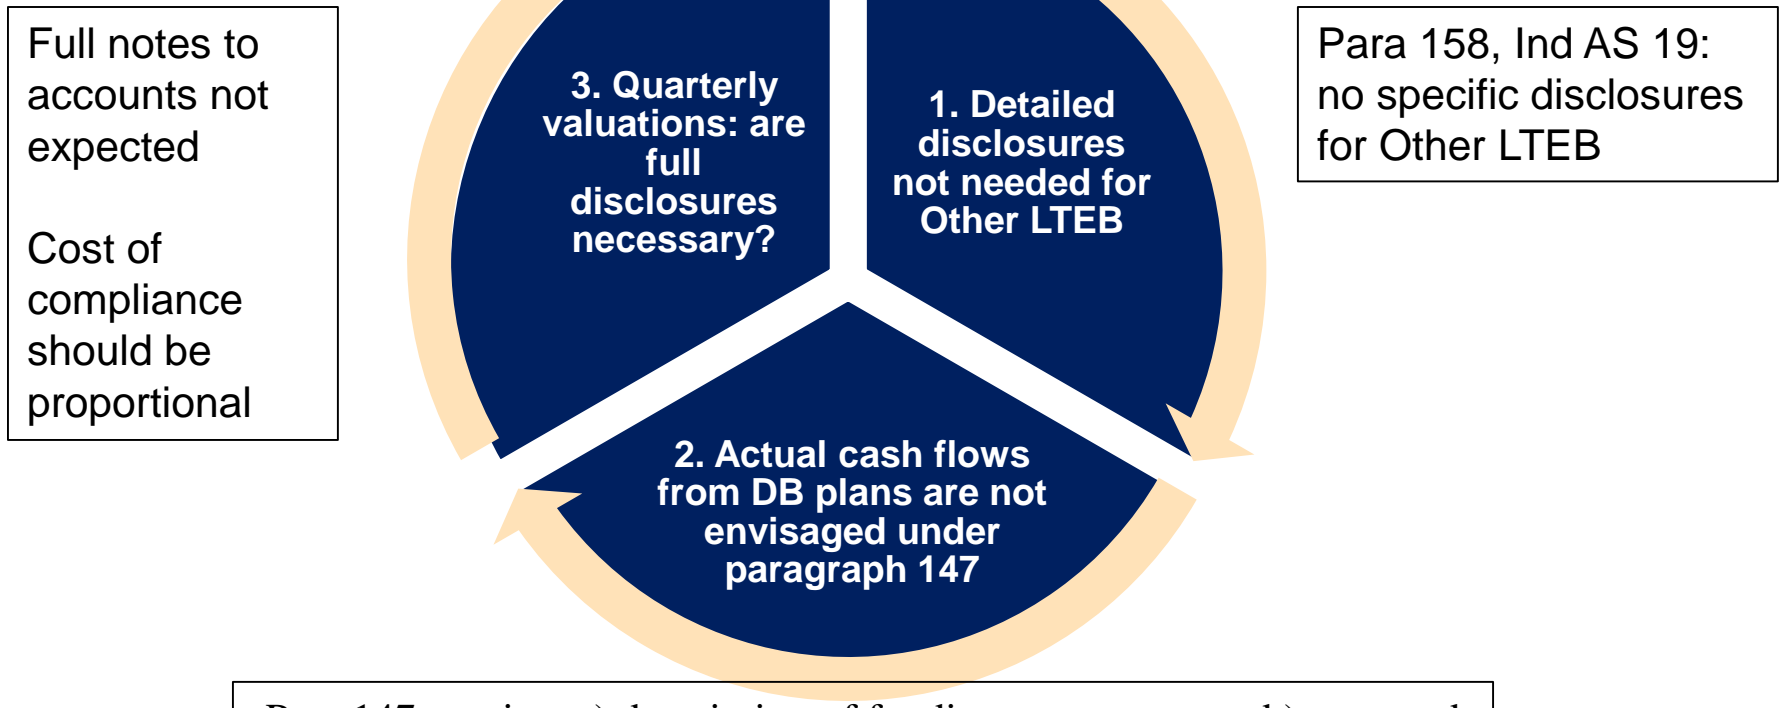 Full notes to
accounts not
expected
Cost of
compliance
should be
proportional
3. Quarterly
valuations: are
full
disclosures
necessary?
1. Detailed
disclosures
not needed for
Other LTEB
Para 158, Ind AS 19:
no specific disclosures
for Other LTEB
2. Actual cash flows
from DB plans are not
envisaged under
paragraph 147
Para 147